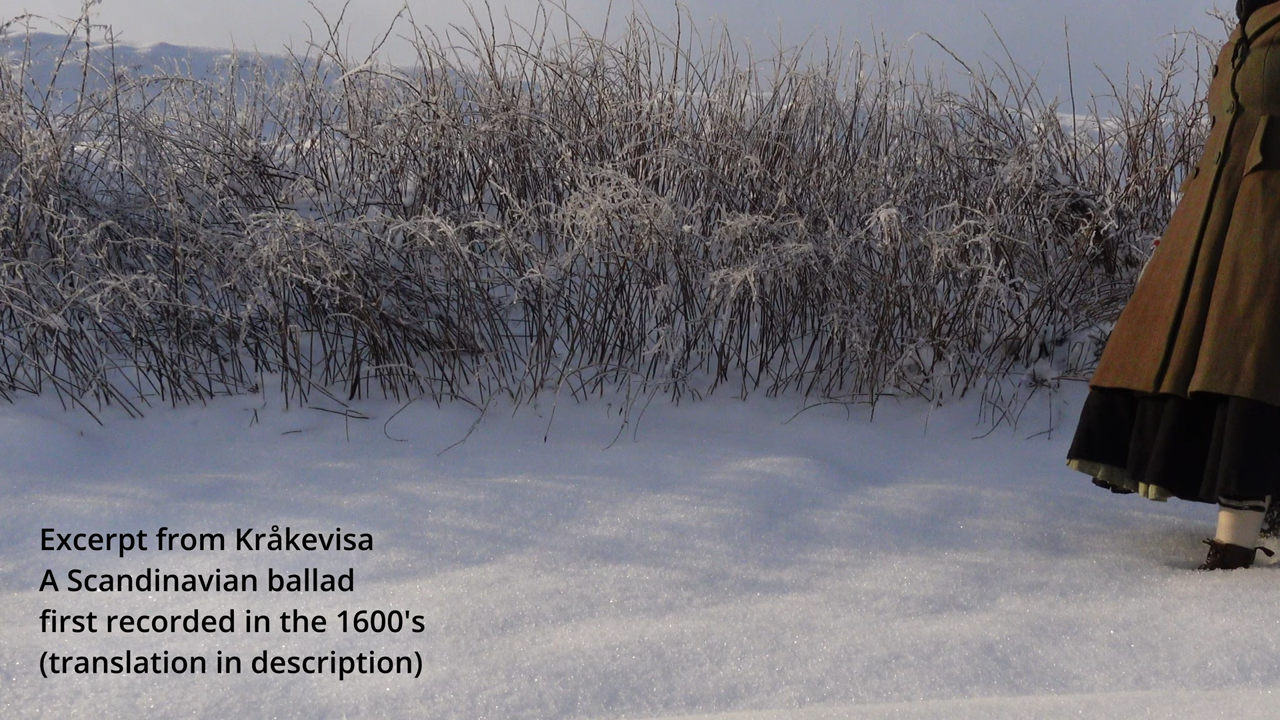 Excerpt from Kråkevisa
A Scandinavian ballad
first recorded in the 1600's
(translation in description)